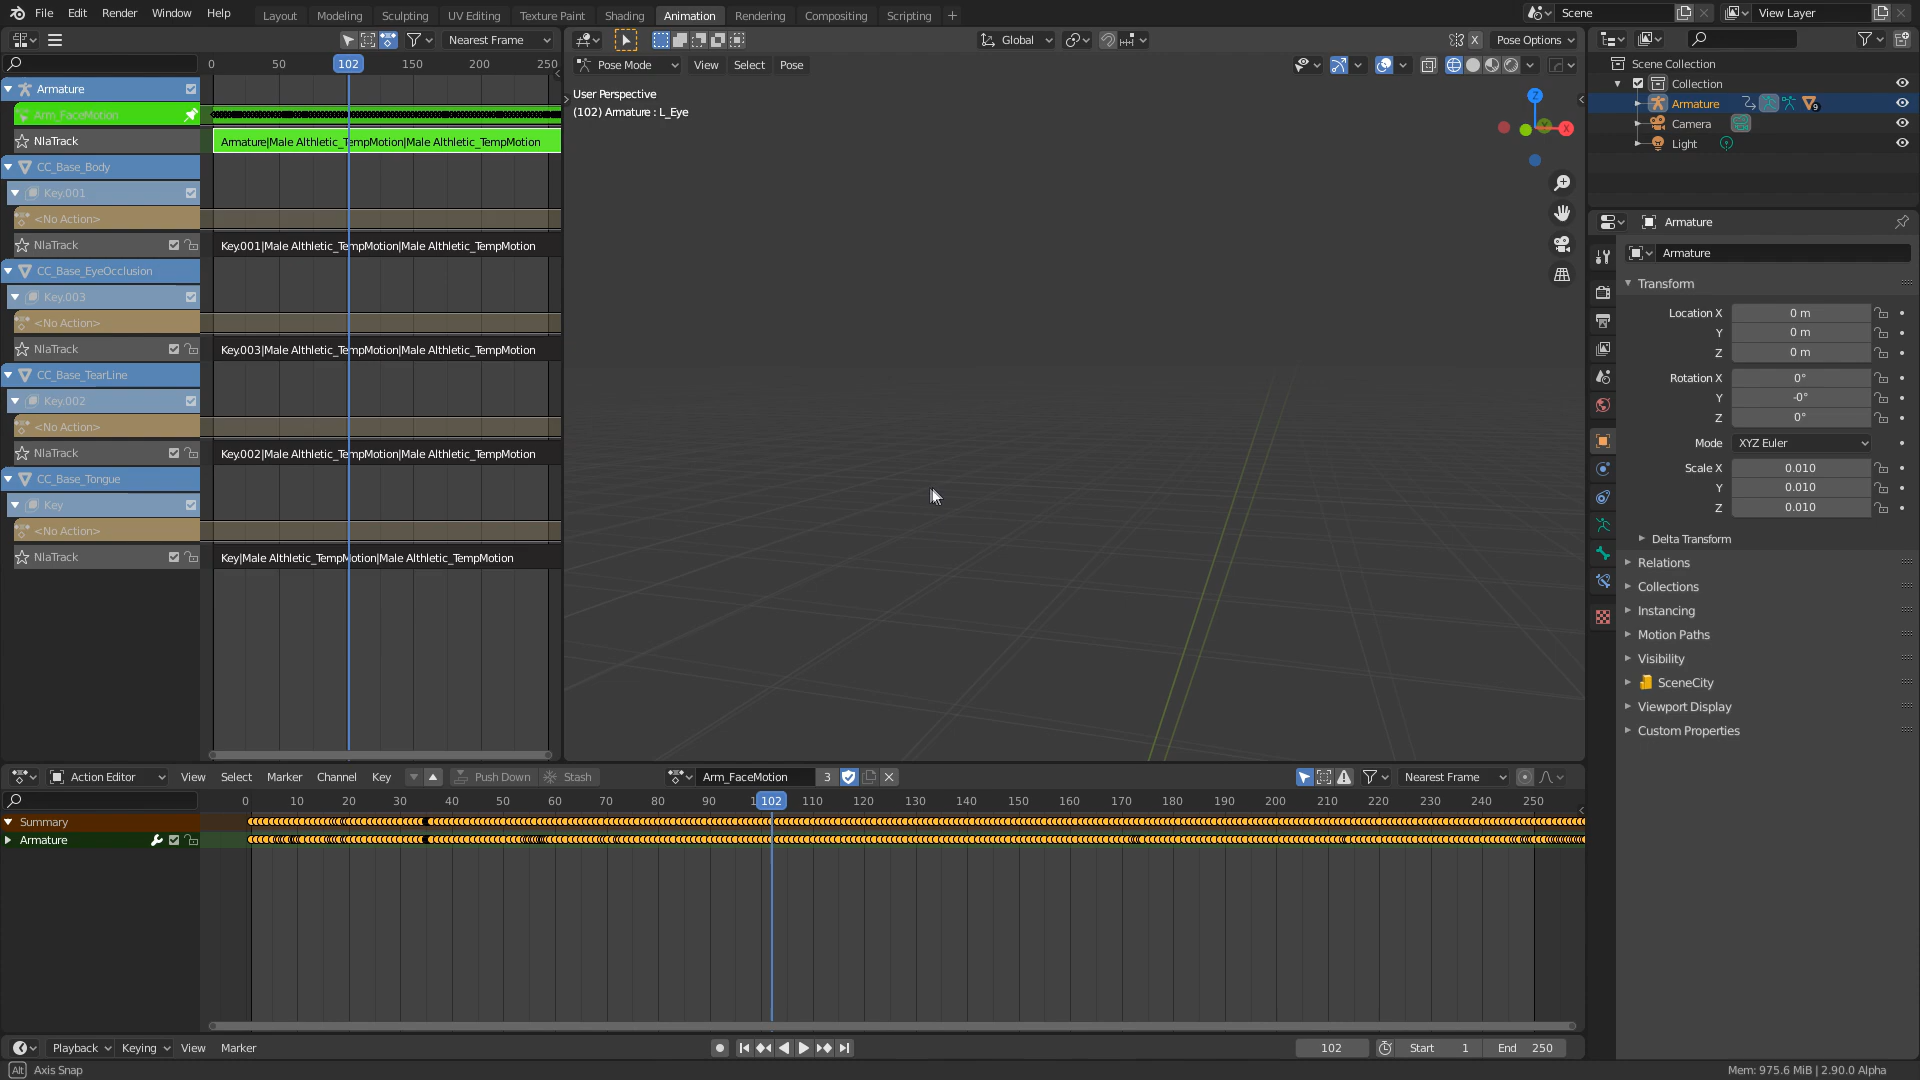 File Edit Render Window Help
Layout Modeling Sculpting UV Editing Texture Paint Shading Animation Rendering Compositing Scripting
Scene
View Layer
Nearest Frame
Global
X
Pose Options
0 50 102 150 200 250
Pose Mode View Select Pose
Armature
Arm_FaceMotion
NlaTrack
Armature|Male Althletic_TempMotion|Male Althletic_TempMotion
CC_Base_Body
Key.001
<No Action>
NlaTrack
Key.001|Male Althletic_TempMotion|Male Althletic_TempMotion
CC_Base_EyeOcclusion
Key.003
<No Action>
NlaTrack
Key.003|Male Althletic_TempMotion|Male Althletic_TempMotion
CC_Base_TearLine
Key.002
<No Action>
NlaTrack
Key.002|Male Althletic_TempMotion|Male Althletic_TempMotion
CC_Base_Tongue
Key
<No Action>
NlaTrack
Key|Male Althletic_TempMotion|Male Althletic_TempMotion
User Perspective
(102) Armature : L_Eye
Z
X
Scene Collection
Collection
Armature
9
Camera
Light
Armature
Armature
Transform
Location X 0 m
Y 0 m
Z 0 m
Rotation X 0°
Y -0°
Z 0°
Mode XYZ Euler
Scale X 0.010
Y 0.010
Z 0.010
Delta Transform
Relations
Collections
Instancing
Motion Paths
Visibility
SceneCity
Viewport Display
Custom Properties
Action Editor View Select Marker Channel Key Push Down Stash Arm_FaceMotion 3 Nearest Frame
0 10 20 30 40 50 60 70 80 90 102 110 120 130 140 150 160 170 180 190 200 210 220 230 240 250
Summary
Armature
Playback Keying View Marker
102 Start 1 End 250
Alt Axis Snap
Mem: 975.6 MiB | 2.90.0 Alpha